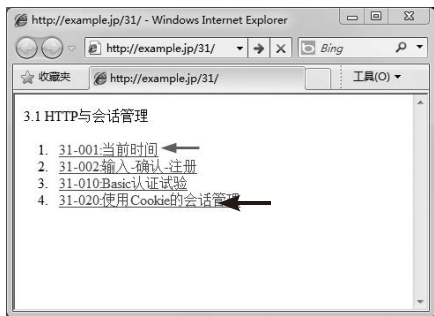 http://example.jp/31/ - Windows Internet Explorer
http://example.jp/31/
Bing
收藏夹
http://example.jp/31/
工具(O)
3.1 HTTP与会话管理
1. 31-001:当前时间
2. 31-002:输入-确认-注册
3. 31-010:Basic认证试验
4. 31-020:使用Cookie的会话管理